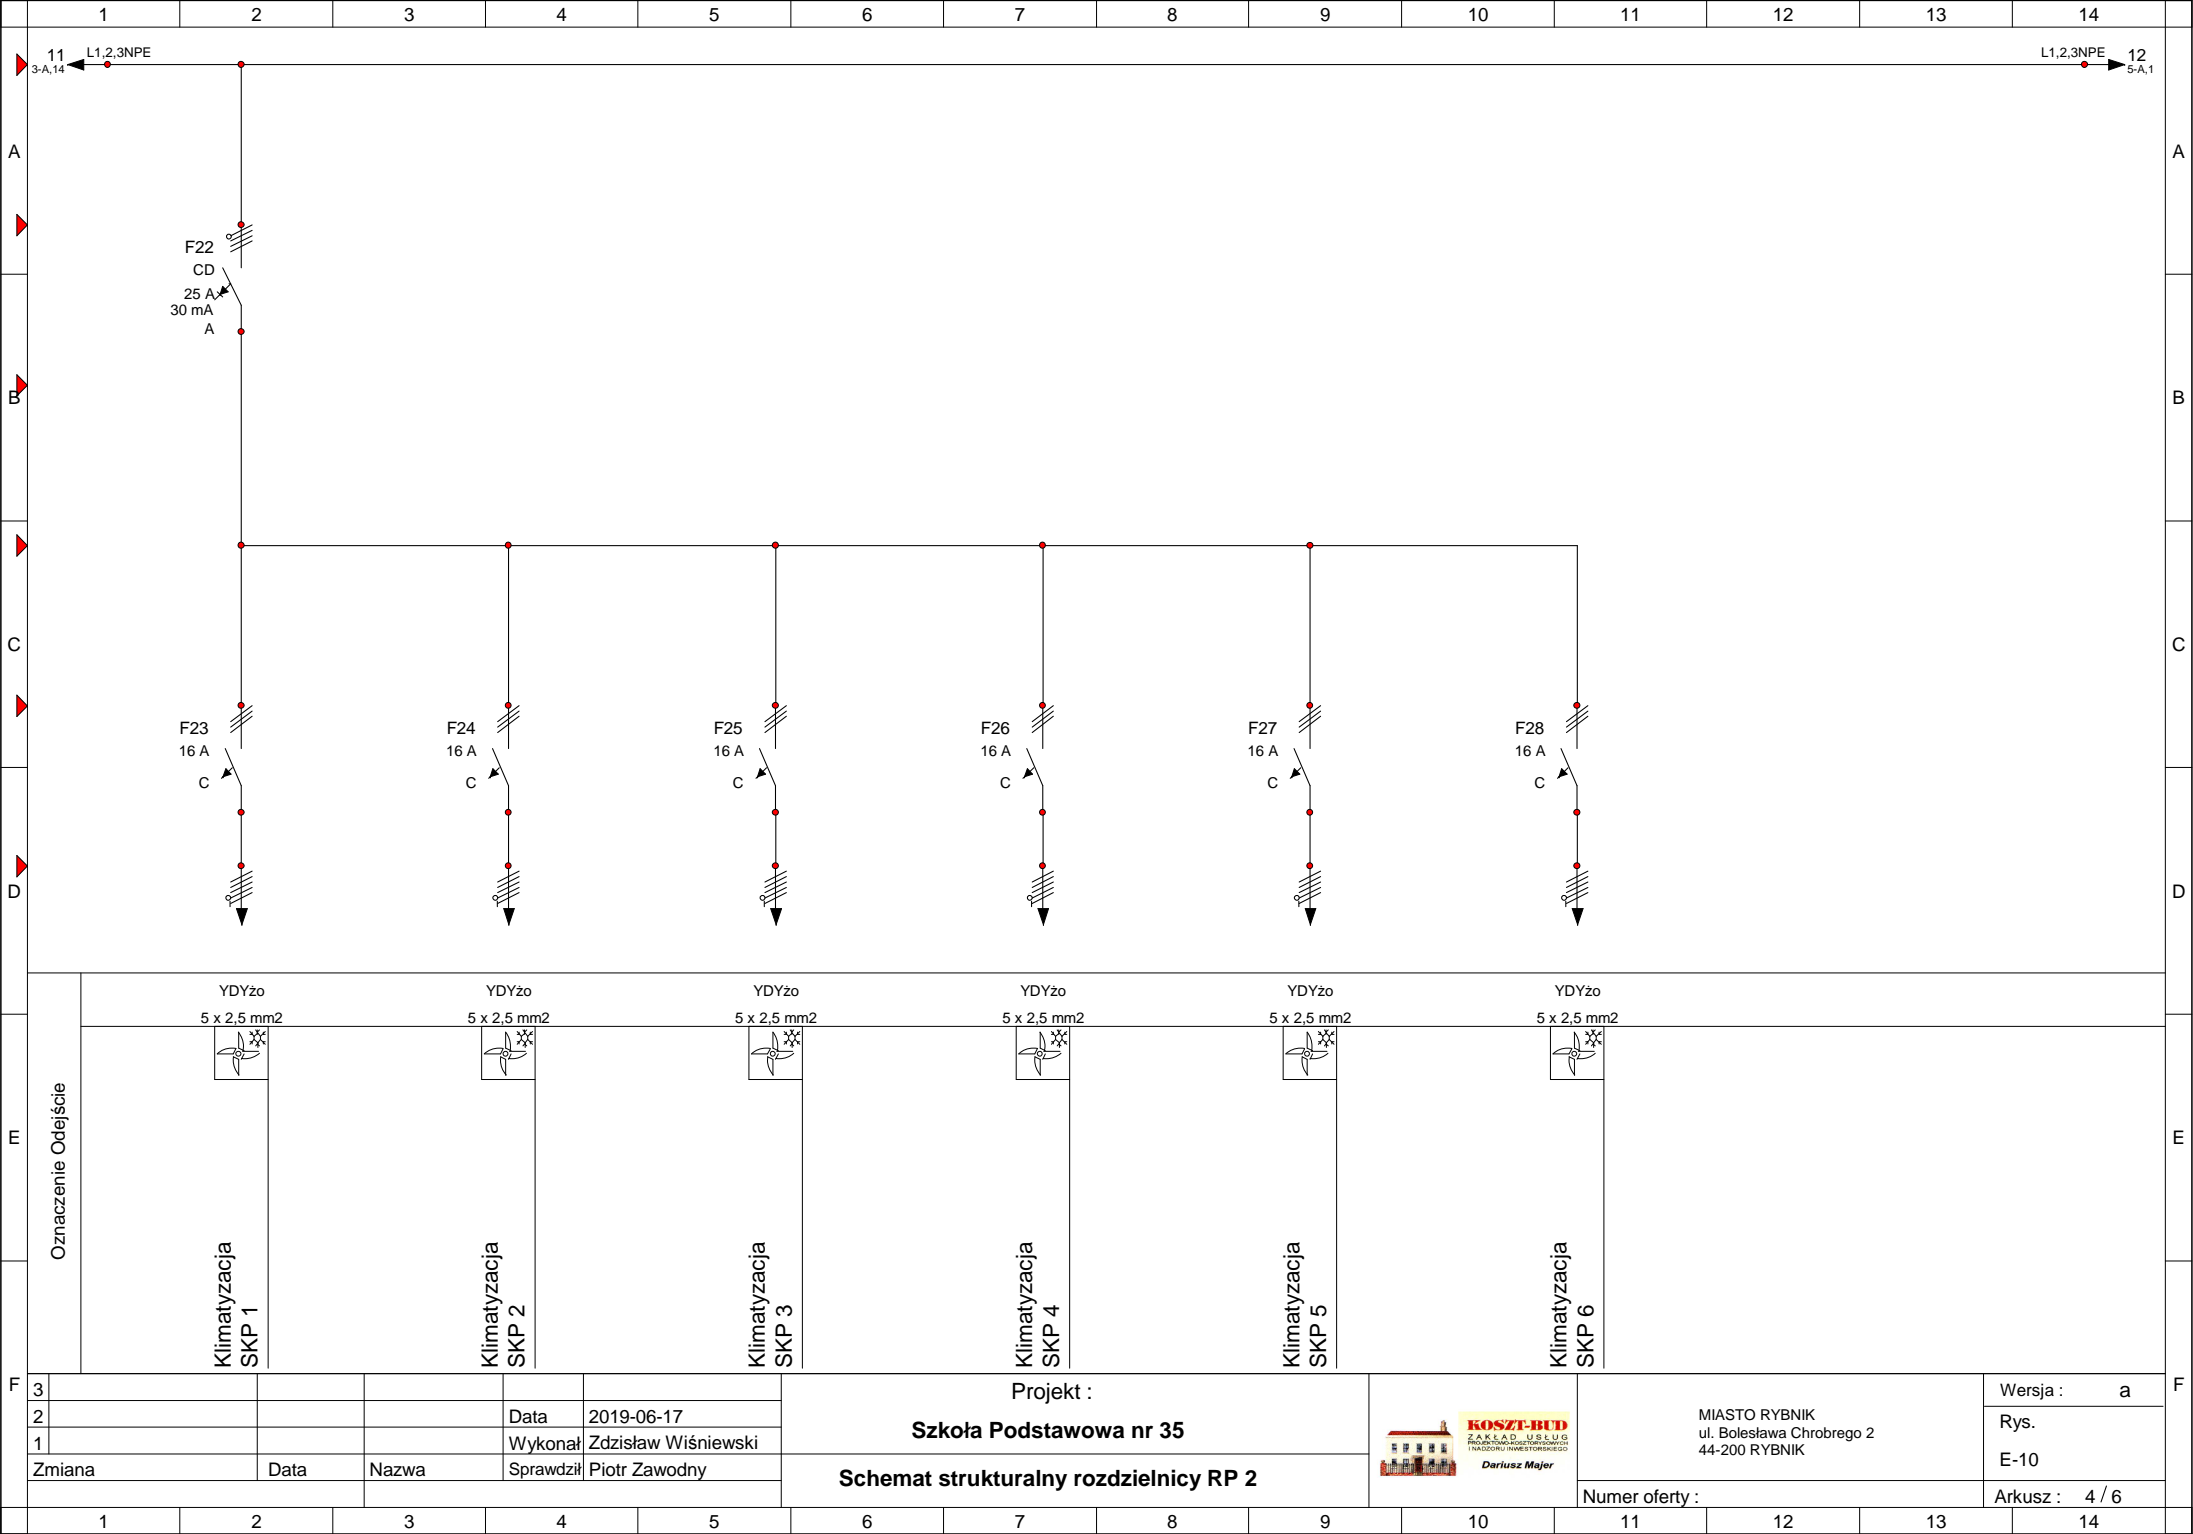 1 2 3 4 5 6 7 8 9 10 11 12 13 14
11 L1,2,3NPE L1,2,3NPE 12
3-A,14 5-A,1
A A
F22
CD
25 A
30 mA
A
B B
C C
F23 F24 F25 F26 F27 F28
16 A 16 A 16 A 16 A 16 A 16 A
C C C C C C
D D
YDYżo YDYżo YDYżo YDYżo YDYżo YDYżo
5 x 2,5 mm2 5 x 2,5 mm2 5 x 2,5 mm2 5 x 2,5 mm2 5 x 2,5 mm2 5 x 2,5 mm2
Oznaczenie Odejście
E E
Klimatyzacja
SKP 1
Klimatyzacja
SKP 2
Klimatyzacja
SKP 3
Klimatyzacja
SKP 4
Klimatyzacja
SKP 5
Klimatyzacja
SKP 6
F F
3
2 Data 2019-06-17
1 Wykonał Zdzisław Wiśniewski
Zmiana Data Nazwa Sprawdził Piotr Zawodny
Projekt :
Szkoła Podstawowa nr 35
Schemat strukturalny rozdzielnicy RP 2
KOSZT-BUD
ZAKŁAD USŁUG
PROJEKTOWO-KOSZTORYSOWYCH
I NADZORU INWESTORSKIEGO
Dariusz Majer
MIASTO RYBNIK
ul. Bolesława Chrobrego 2
44-200 RYBNIK
Numer oferty :
Wersja : a
Rys.
E-10
Arkusz : 4 / 6
1 2 3 4 5 6 7 8 9 10 11 12 13 14